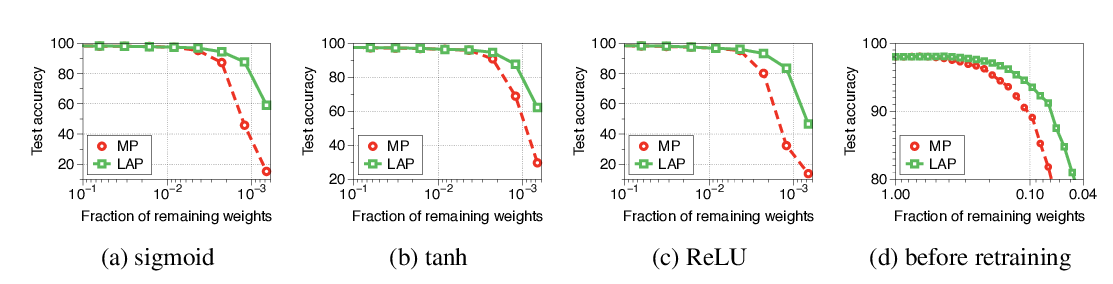 100
80
60
40
20
Test accuracy
MP
LAP
10⁻¹
10⁻²
10⁻³
Fraction of remaining weights
(a) sigmoid
100
80
60
40
20
Test accuracy
MP
LAP
10⁻¹
10⁻²
10⁻³
Fraction of remaining weights
(b) tanh
100
80
60
40
20
Test accuracy
MP
LAP
10⁻¹
10⁻²
10⁻³
Fraction of remaining weights
(c) ReLU
100
90
80
Test accuracy
MP
LAP
1.00
0.10
0.04
Fraction of remaining weights
(d) before retraining